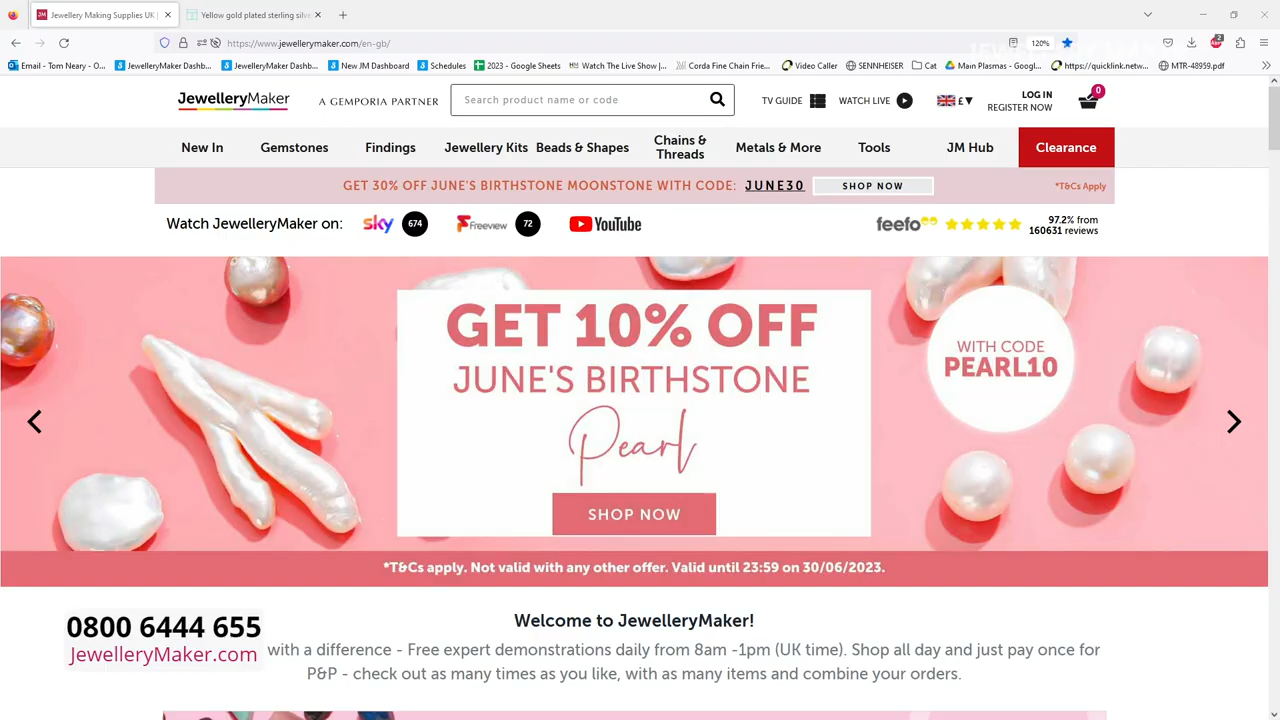 Jewellery Making Supplies UK |
Yellow gold plated sterling silve
https://www.jewellerymaker.com/en-gb/
120%
2
Email - Tom Neary - O...
JewelleryMaker Dashb...
JewelleryMaker Dashb...
New JM Dashboard
Schedules
2023 - Google Sheets
Watch The Live Show |...
Corda Fine Chain Frie...
Video Caller
SENNHEISER
Cat
Main Plasmas - Googl...
https://quicklink.netw...
MTR-48959.pdf
JewelleryMaker
A GEMPORIA PARTNER
Search product name or code
TV GUIDE
WATCH LIVE
£
LOG IN
REGISTER NOW
0
New In
Gemstones
Findings
Jewellery Kits
Beads & Shapes
Chains &
Threads
Metals & More
Tools
JM Hub
Clearance
GET 30% OFF JUNE'S BIRTHSTONE MOONSTONE WITH CODE: JUNE30
SHOP NOW
*T&Cs Apply
Watch JewelleryMaker on:
sky
674
Freeview
72
YouTube
feefo
97.2% from
160631 reviews
GET 10% OFF
JUNE'S BIRTHSTONE
Pearl
SHOP NOW
WITH CODE
PEARL10
*T&Cs apply. Not valid with any other offer. Valid until 23:59 on 30/06/2023.
0800 6444 655
JewelleryMaker.com
Welcome to JewelleryMaker!
with a difference - Free expert demonstrations daily from 8am -1pm (UK time). Shop all day and just pay once for
P&P - check out as many times as you like, with as many items and combine your orders.